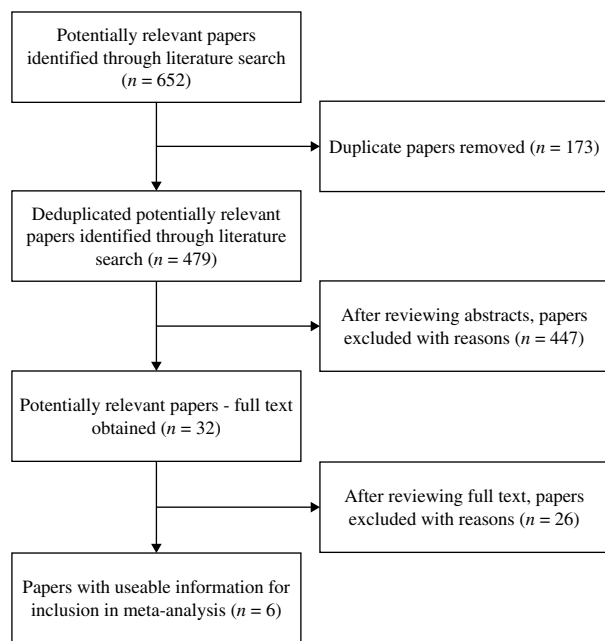 Potentially relevant papers
identified through literature search
(n = 652)
Duplicate papers removed (n = 173)
Deduplicated potentially relevant
papers identified through literature
search (n = 479)
After reviewing abstracts, papers
excluded with reasons (n = 447)
Potentially relevant papers - full text
obtained (n = 32)
After reviewing full text, papers
excluded with reasons (n = 26)
Papers with useable information for
inclusion in meta-analysis (n = 6)